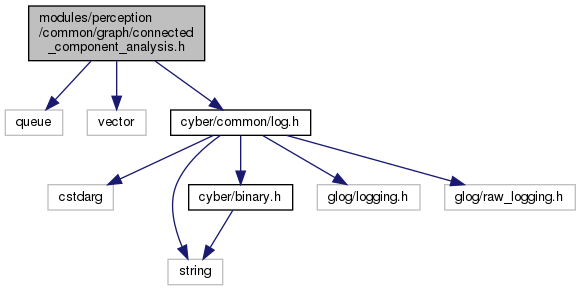 modules/perception
/common/graph/connected
_component_analysis.h
queue
vector
cyber/common/log.h
cstdarg
cyber/binary.h
glog/logging.h
glog/raw_logging.h
string